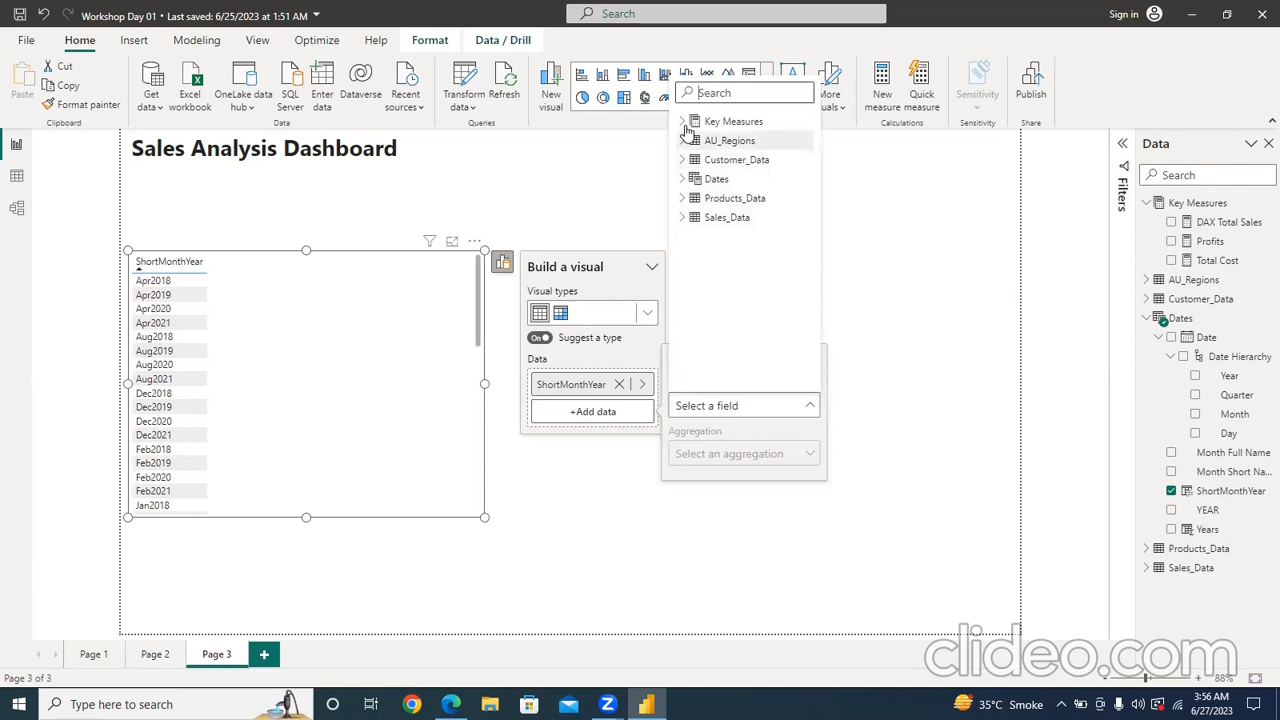 Workshop Day 01 • Last saved: 6/25/2023 at 1:51 AM
Search
Sign in
File
Home
Insert
Modeling
View
Optimize
Help
Format
Data / Drill
Paste
Cut
Copy
Format painter
Clipboard
Get data
Excel workbook
OneLake data hub
SQL Server
Enter data
Dataverse
Recent sources
Data
Transform data
Refresh
Queries
New visual
More visuals
New measure
Quick measure
Calculations
Sensitivity
Sensitivity
Publish
Share
Sales Analysis Dashboard
ShortMonthYear
Apr2018
Apr2019
Apr2020
Apr2021
Aug2018
Aug2019
Aug2020
Aug2021
Dec2018
Dec2019
Dec2020
Dec2021
Feb2018
Feb2019
Feb2020
Feb2021
Jan2018
Build a visual
Visual types
On
Suggest a type
Data
ShortMonthYear
+Add data
Search
Key Measures
AU_Regions
Customer_Data
Dates
Products_Data
Sales_Data
Select a field
Aggregation
Select an aggregation
Filters
Data
Search
Key Measures
DAX Total Sales
Profits
Total Cost
AU_Regions
Customer_Data
Dates
Date
Date Hierarchy
Year
Quarter
Month
Day
Month Full Name
Month Short Na...
ShortMonthYear
YEAR
Years
Products_Data
Sales_Data
Page 1
Page 2
Page 3
Page 3 of 3
88%
clideo.com
Type here to search
35°C Smoke
3:56 AM
6/27/2023